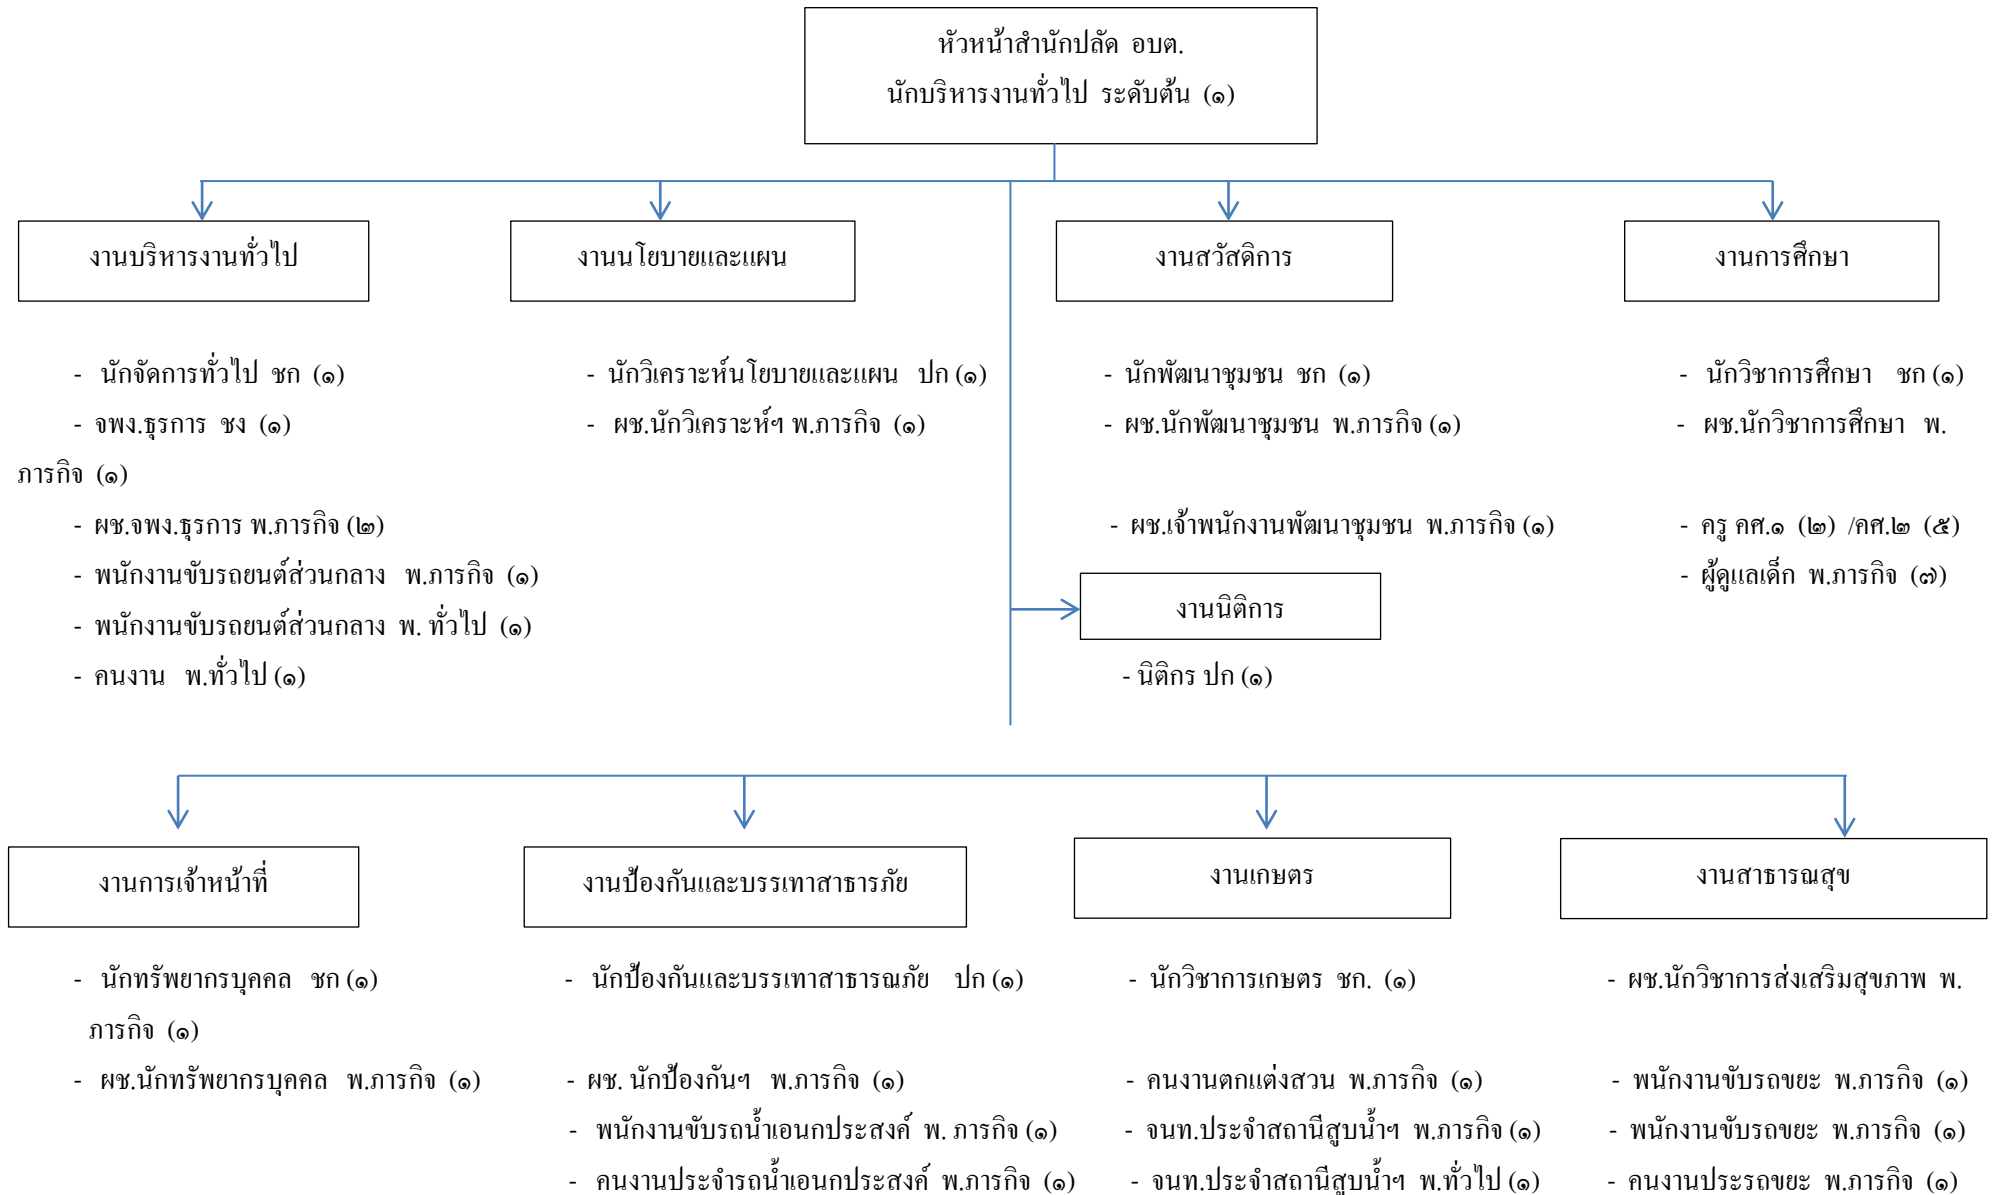 หัวหน้าสำนักปลัด อบต.
นักบริหารงานทั่วไป ระดับต้น (๑)
งานบริหารงานทั่วไป
งานนโยบายและแผน
งานสวัสดิการ
งานการศึกษา
- นักจัดการทั่วไป ชก (๑)
- นักวิเคราะห์นโยบายและแผน ปก (๑)
- นักพัฒนาชุมชน ชก (๑)
- นักวิชาการศึกษา ชก (๑)
- จพง.ธุรการ ชง (๑)
- ผช.นักวิเคราะห์ฯ พ.ภารกิจ (๑)
- ผช.นักพัฒนาชุมชน พ.ภารกิจ (๑)
- ผช.นักวิชาการศึกษา พ.
ภารกิจ (๑)
- ผช.จพง.ธุรการ พ.ภารกิจ (๒)
- ผช.เจ้าพนักงานพัฒนาชุมชน พ.ภารกิจ (๑)
- ครู คศ.๑ (๒) /คศ.๒ (๕)
- พนักงานขับรถยนต์ส่วนกลาง พ.ภารกิจ (๑)
- ผู้ดูแลเด็ก พ.ภารกิจ (๗)
งานนิติการ
- พนักงานขับรถยนต์ส่วนกลาง พ. ทั่วไป (๑)
- คนงาน พ.ทั่วไป (๑)
- นิติกร ปก (๑)
งานการเจ้าหน้าที่
งานป้องกันและบรรเทาสาธารภัย
งานเกษตร
งานสาธารณสุข
- นักทรัพยากรบุคคล ชก (๑)
- นักป้องกันและบรรเทาสาธารณภัย ปก (๑)
- นักวิชาการเกษตร ชก. (๑)
- ผช.นักวิชาการส่งเสริมสุขภาพ พ.
ภารกิจ (๑)
- ผช.นักทรัพยากรบุคคล พ.ภารกิจ (๑)
- ผช. นักป้องกันฯ พ.ภารกิจ (๑)
- คนงานตกแต่งสวน พ.ภารกิจ (๑)
- พนักงานขับรถขยะ พ.ภารกิจ (๑)
- พนักงานขับรถน้ำเอนกประสงค์ พ. ภารกิจ (๑)
- จนท.ประจำสถานีสูบน้ำฯ พ.ภารกิจ (๑)
- พนักงานขับรถขยะ พ.ภารกิจ (๑)
- คนงานประจำรถน้ำเอนกประสงค์ พ.ภารกิจ (๑)
- จนท.ประจำสถานีสูบน้ำฯ พ.ทั่วไป (๑)
- คนงานประรถขยะ พ.ภารกิจ (๑)